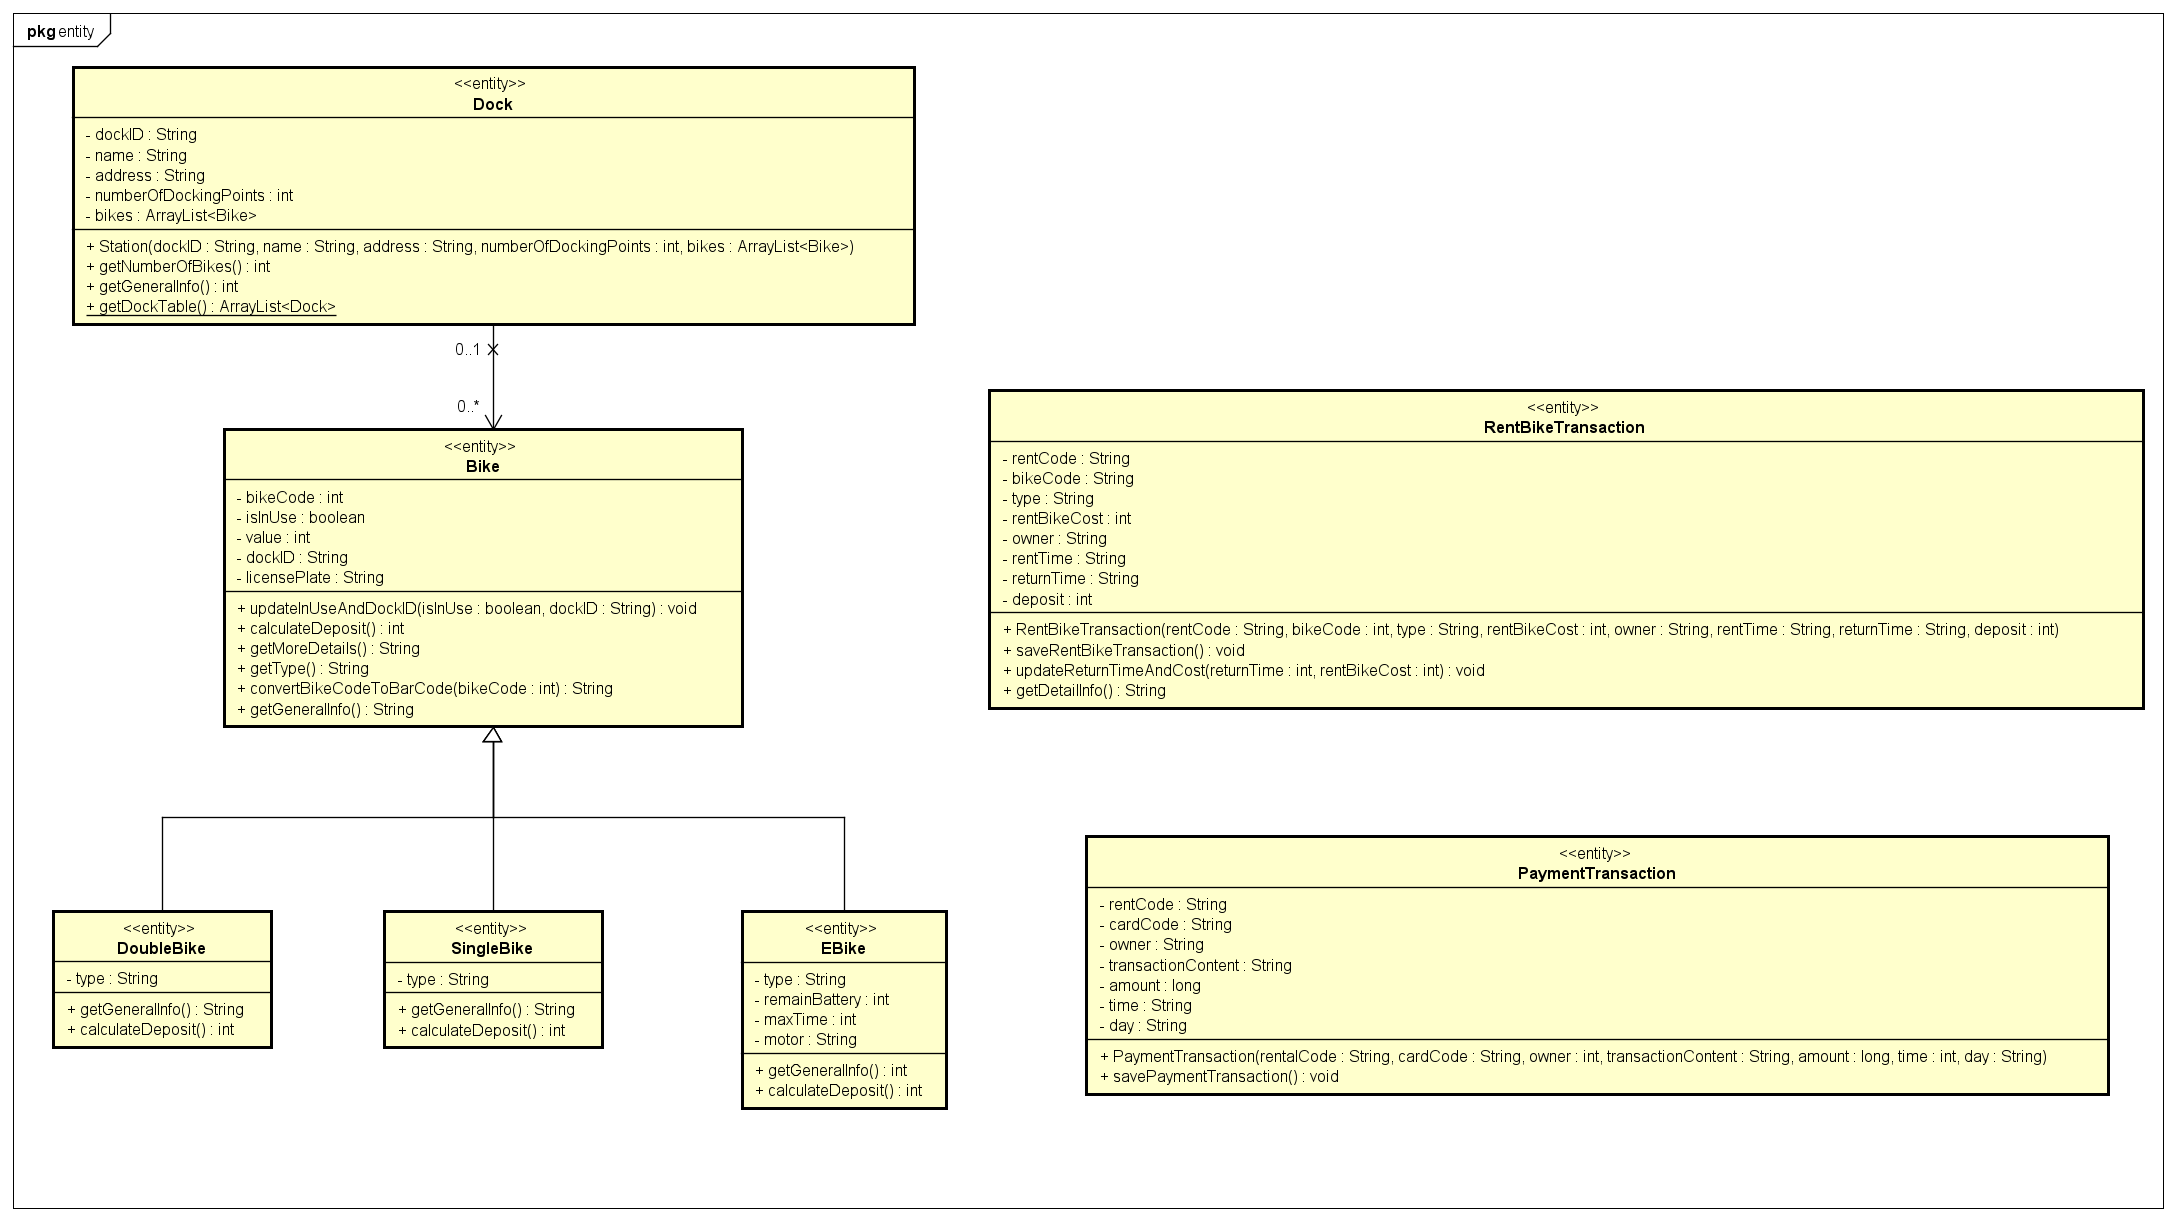 pkg entity
<<entity>>
Dock
- dockID : String
- name : String
- address : String
- numberOfDockingPoints : int
- bikes : ArrayList<Bike>
+ Station(dockID : String, name : String, address : String, numberOfDockingPoints : int, bikes : ArrayList<Bike>)
+ getNumberOfBikes() : int
+ getGeneralInfo() : int
+ getDockTable() : ArrayList<Dock>
0..1
0..*
<<entity>>
Bike
- bikeCode : int
- isInUse : boolean
- value : int
- dockID : String
- licensePlate : String
+ updateInUseAndDockID(isInUse : boolean, dockID : String) : void
+ calculateDeposit() : int
+ getMoreDetails() : String
+ getType() : String
+ convertBikeCodeToBarCode(bikeCode : int) : String
+ getGeneralInfo() : String
<<entity>>
RentBikeTransaction
- rentCode : String
- bikeCode : String
- type : String
- rentBikeCost : int
- owner : String
- rentTime : String
- returnTime : String
- deposit : int
+ RentBikeTransaction(rentCode : String, bikeCode : int, type : String, rentBikeCost : int, owner : String, rentTime : String, returnTime : String, deposit : int)
+ saveRentBikeTransaction() : void
+ updateReturnTimeAndCost(returnTime : int, rentBikeCost : int) : void
+ getDetailInfo() : String
<<entity>>
DoubleBike
- type : String
+ getGeneralInfo() : String
+ calculateDeposit() : int
<<entity>>
SingleBike
- type : String
+ getGeneralInfo() : String
+ calculateDeposit() : int
<<entity>>
EBike
- type : String
- remainBattery : int
- maxTime : int
- motor : String
+ getGeneralInfo() : int
+ calculateDeposit() : int
<<entity>>
PaymentTransaction
- rentCode : String
- cardCode : String
- owner : String
- transactionContent : String
- amount : long
- time : String
- day : String
+ PaymentTransaction(rentalCode : String, cardCode : String, owner : int, transactionContent : String, amount : long, time : int, day : String)
+ savePaymentTransaction() : void